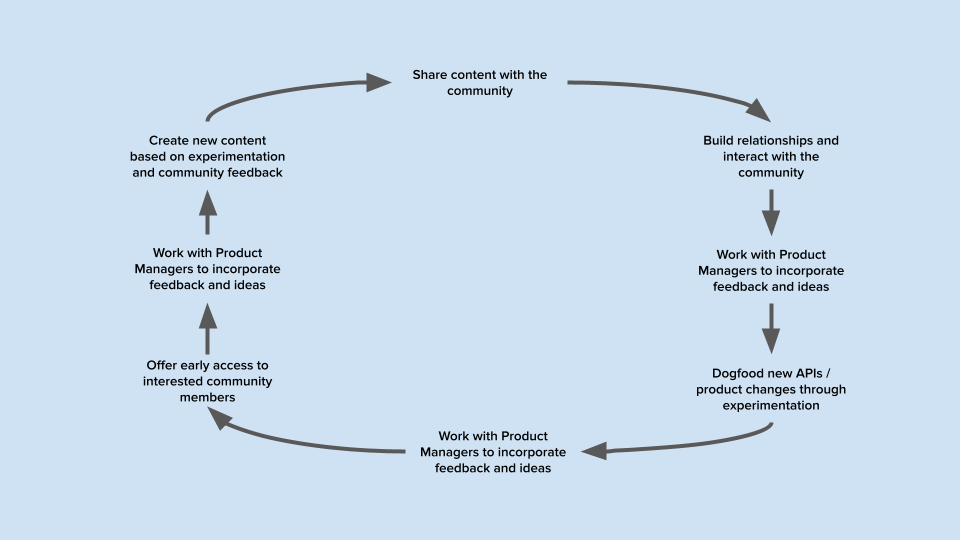 Share content with the
community
Build relationships and
interact with the
community
Work with Product
Managers to incorporate
feedback and ideas
Dogfood new APIs /
product changes through
experimentation
Work with Product
Managers to incorporate
feedback and ideas
Offer early access to
interested community
members
Work with Product
Managers to incorporate
feedback and ideas
Create new content
based on experimentation
and community feedback